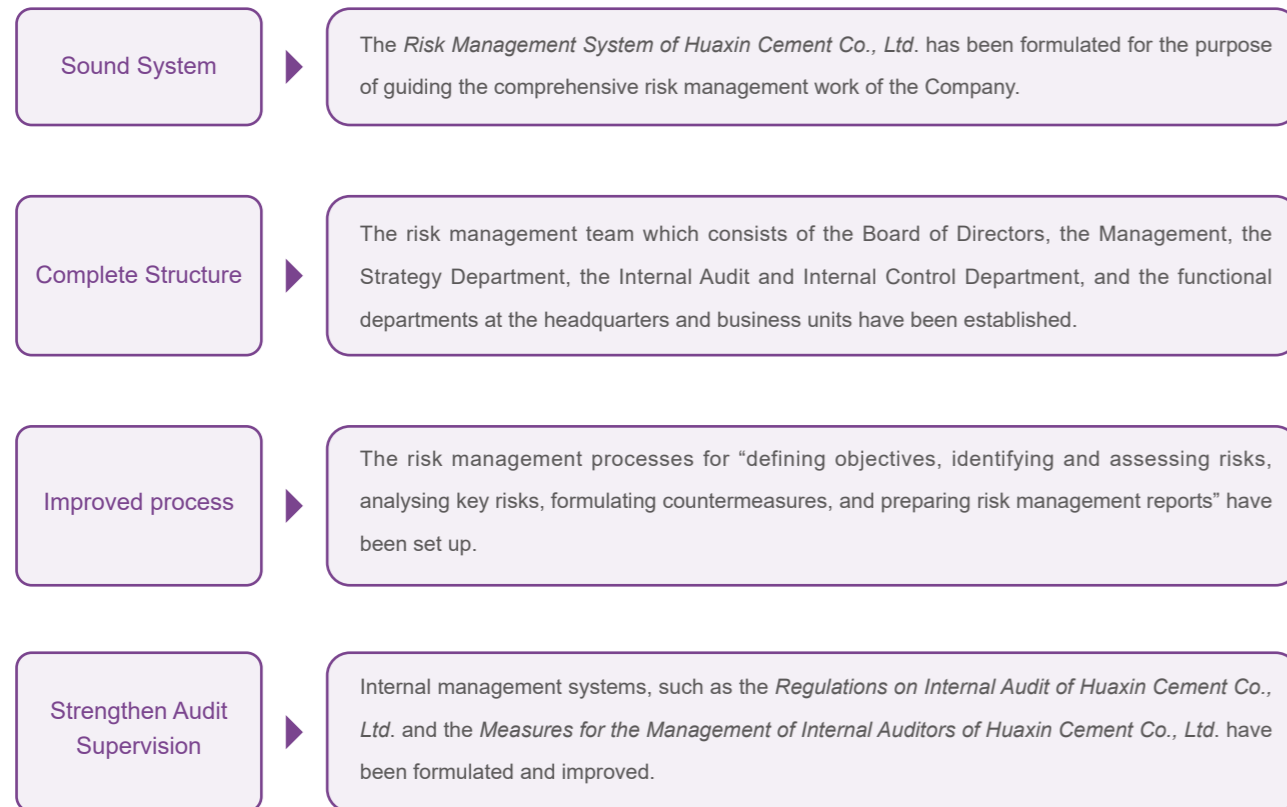 Sound System
The Risk Management System of Huaxin Cement Co., Ltd. has been formulated for the purpose
of guiding the comprehensive risk management work of the Company.
Complete Structure
The risk management team which consists of the Board of Directors, the Management, the
Strategy Department, the Internal Audit and Internal Control Department, and the functional
departments at the headquarters and business units have been established.
Improved process
The risk management processes for “defining objectives, identifying and assessing risks,
analysing key risks, formulating countermeasures, and preparing risk management reports” have
been set up.
Strengthen Audit
Supervision
Internal management systems, such as the Regulations on Internal Audit of Huaxin Cement Co.,
Ltd. and the Measures for the Management of Internal Auditors of Huaxin Cement Co., Ltd. have
been formulated and improved.